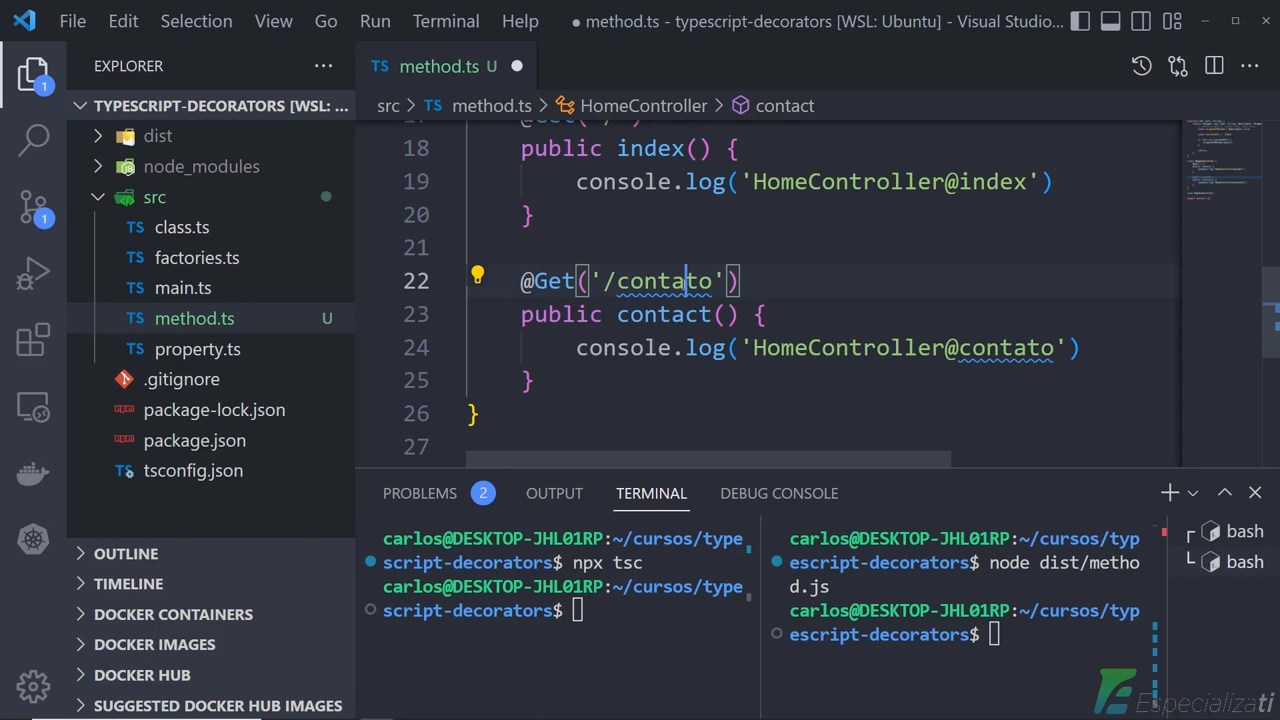 File Edit Selection View Go Run Terminal Help
● method.ts - typescript-decorators [WSL: Ubuntu] - Visual Studio...
EXPLORER
TYPESCRIPT-DECORATORS [WSL: ...
dist
node_modules
src
TS class.ts
TS factories.ts
TS main.ts
TS method.ts U
TS property.ts
.gitignore
package-lock.json
package.json
tsconfig.json
OUTLINE
TIMELINE
DOCKER CONTAINERS
DOCKER IMAGES
DOCKER HUB
SUGGESTED DOCKER HUB IMAGES
1
1
TS method.ts U
src > TS method.ts > HomeController > contact
17 @Get('/')
18 public index() {
19 console.log('HomeController@index')
20 }
21
22 @Get('/contato')
23 public contact() {
24 console.log('HomeController@contato')
25 }
26 }
27
PROBLEMS 2 OUTPUT TERMINAL DEBUG CONSOLE
carlos@DESKTOP-JHL01RP:~/cursos/type
script-decorators$ npx tsc
carlos@DESKTOP-JHL01RP:~/cursos/type
script-decorators$
carlos@DESKTOP-JHL01RP:~/cursos/typ
escript-decorators$ node dist/metho
d.js
carlos@DESKTOP-JHL01RP:~/cursos/typ
escript-decorators$
bash
bash
Especializati